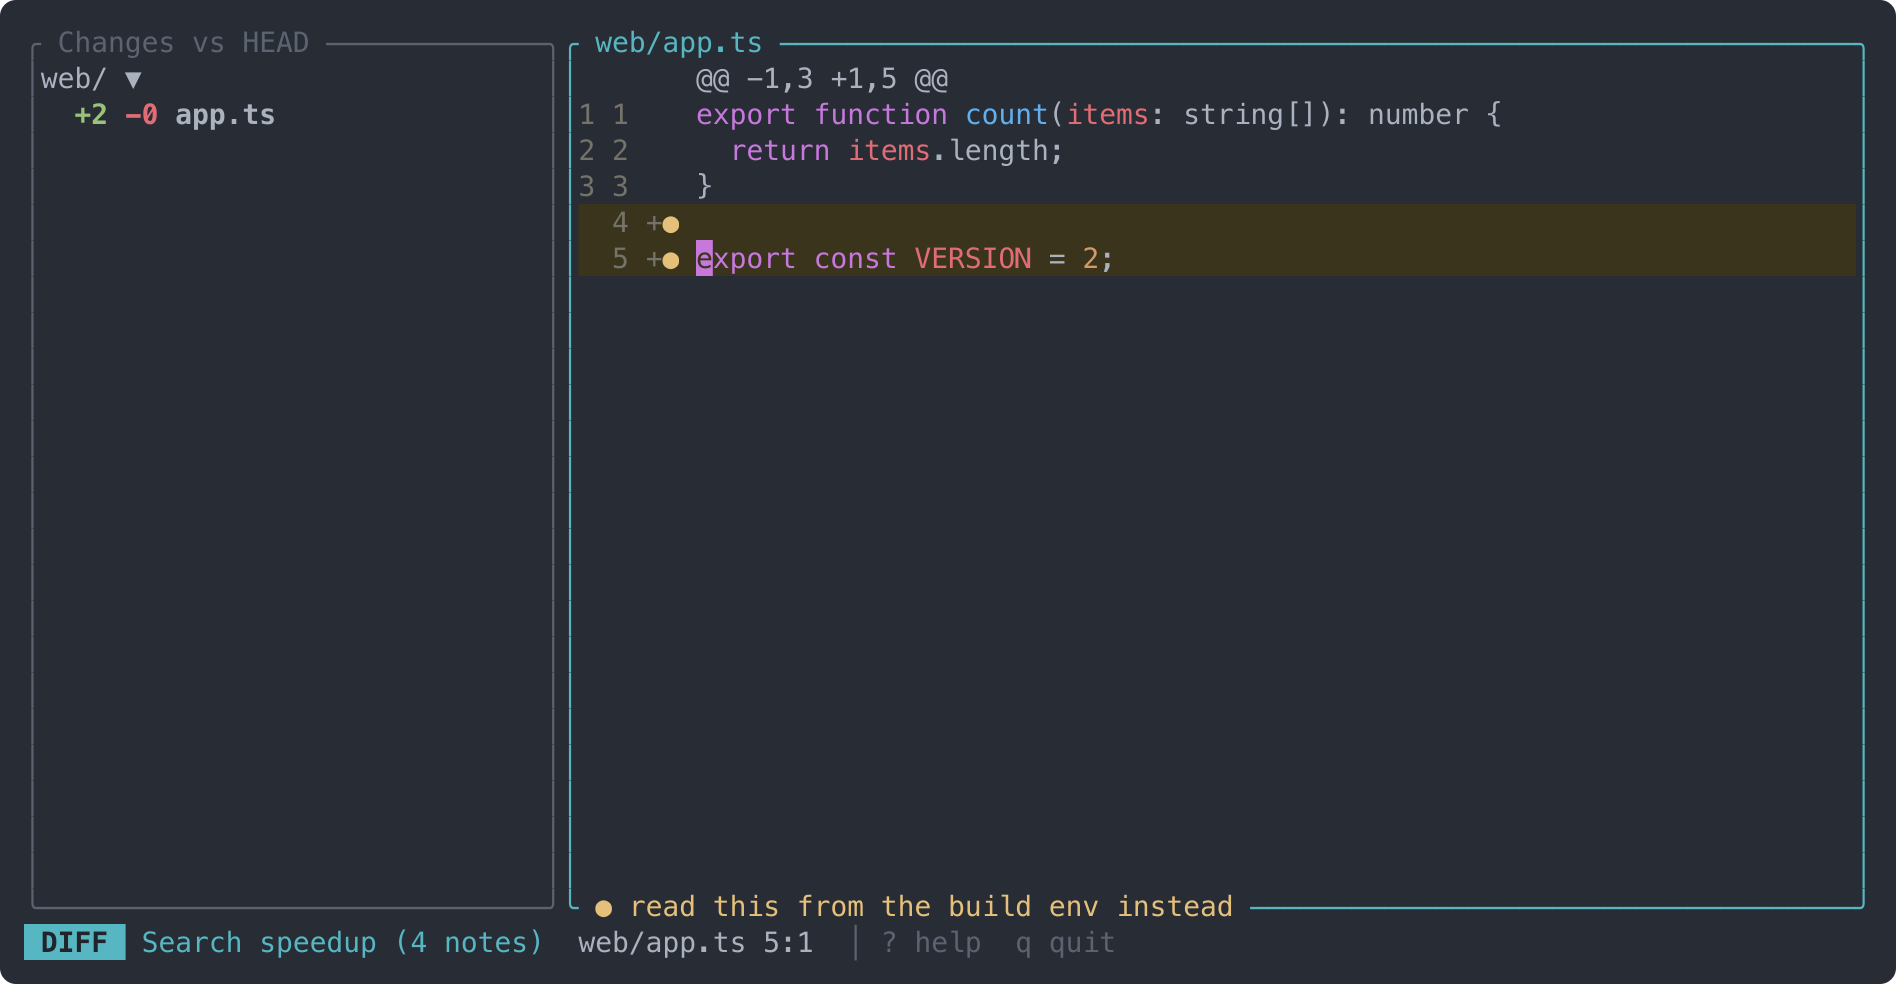 Changes vs HEAD
web/ ▼
+2 −0 app.ts
web/app.ts
@@ −1,3 +1,5 @@
1 1 export function count(items: string[]): number {
2 2 return items.length;
3 3 }
4 +●
5 +● export const VERSION = 2;
● read this from the build env instead
DIFF Search speedup (4 notes) web/app.ts 5:1 │ ? help q quit